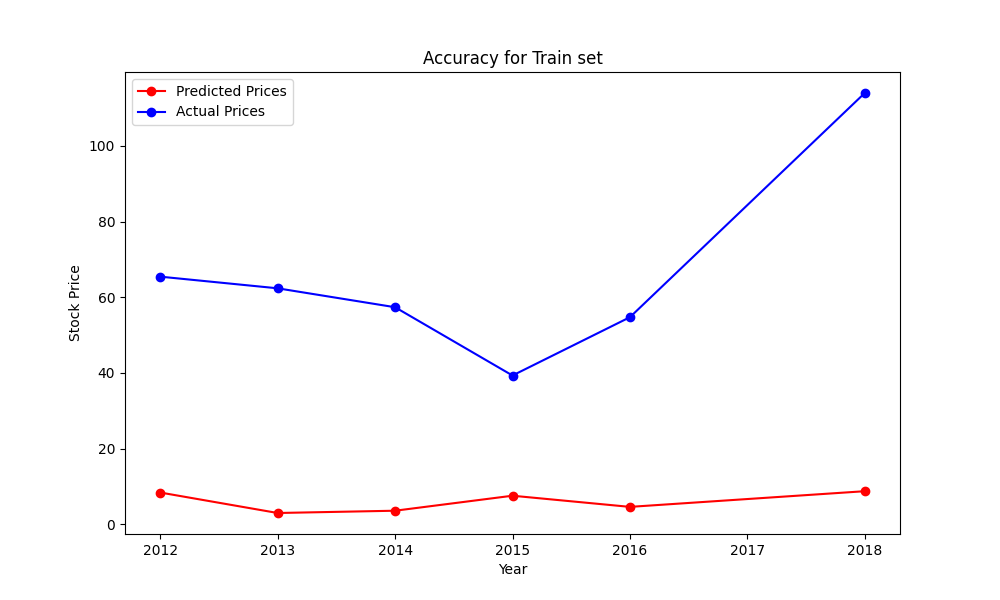 Accuracy for Train set
Predicted Prices
Actual Prices
100
80
60
40
20
0
Stock Price
2012 2013 2014 2015 2016 2017 2018
Year